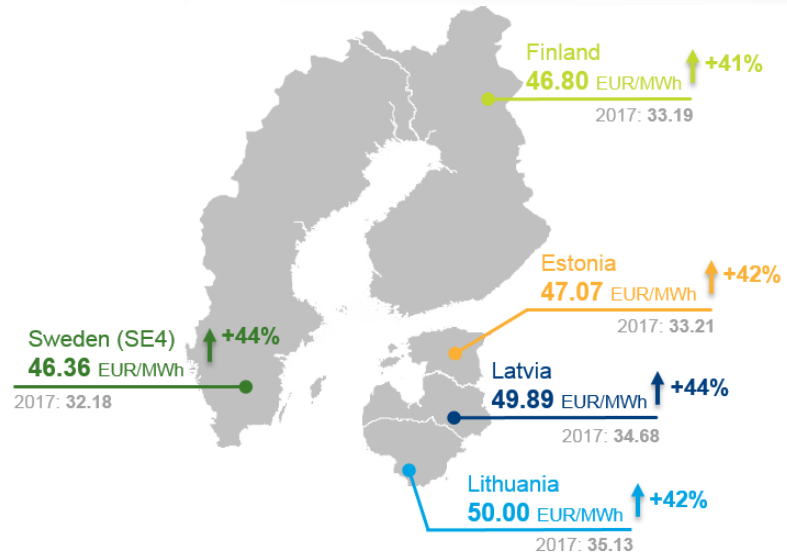 Finland
46.80 EUR/MWh
+41%
2017: 33.19
Estonia
47.07 EUR/MWh
+42%
2017: 33.21
Sweden (SE4)
46.36 EUR/MWh
+44%
2017: 32.18
Latvia
49.89 EUR/MWh
+44%
2017: 34.68
Lithuania
50.00 EUR/MWh
+42%
2017: 35.13